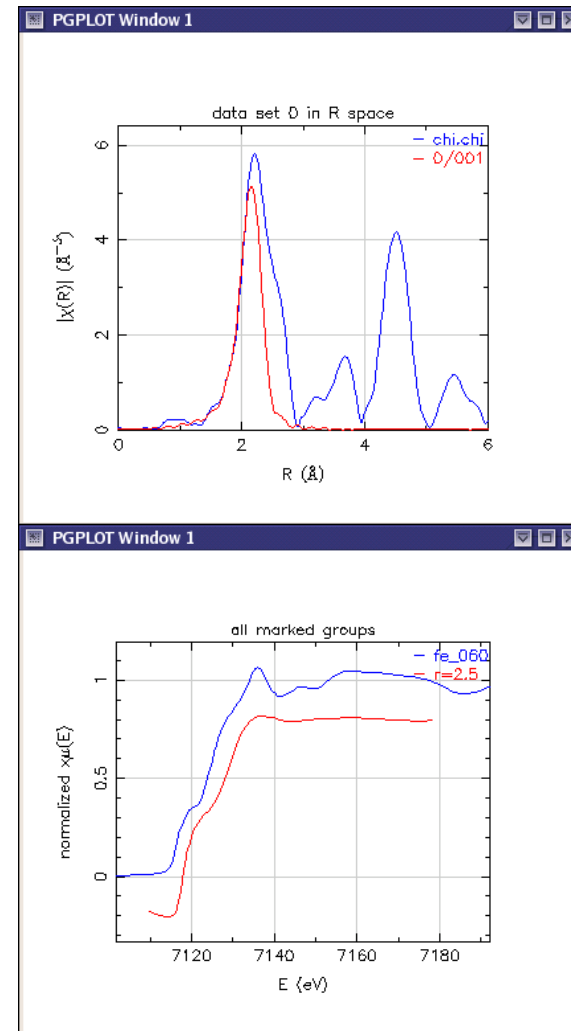 PGPLOT Window 1
data set 0 in R space
chi.chi
0/001
6
4
2
0
|χ(R)| (Å⁻³)
0 2 4 6
R (Å)
PGPLOT Window 1
all marked groups
fe_060
r=2.5
1
0.5
0
normalized xμ(E)
7120 7140 7160 7180
E (eV)